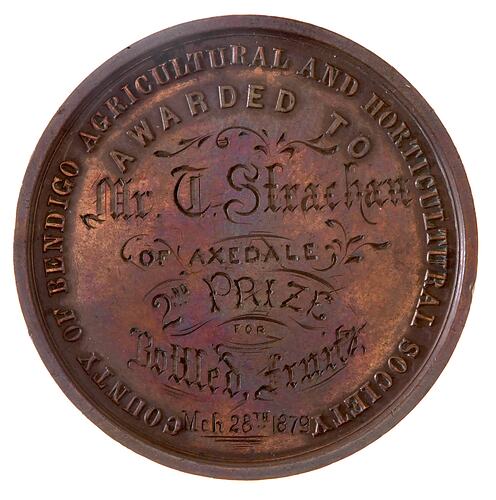 COUNTY OF BENDIGO AGRICULTURAL AND HORTICULTURAL SOCIETY
AWARDED TO
Mr. T. Strachan
OF AXEDALE
2ND PRIZE
FOR
Bottled Fruits,
Mch 28TH 1879